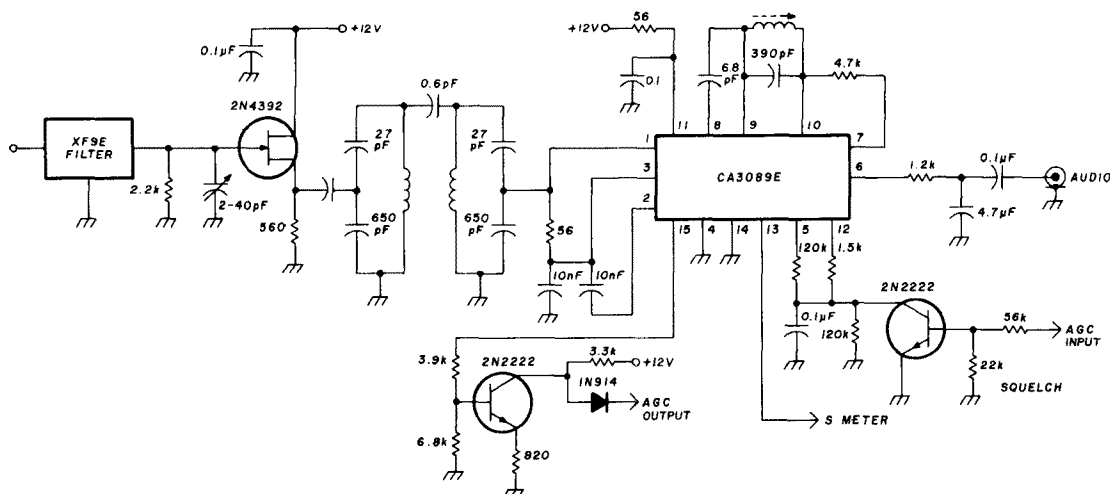 +12V
0.1µF
2N4392
XF9E
FILTER
2.2k
2-40pF
560
27
pF
650
pF
0.6pF
27
pF
650
pF
56
10nF
10nF
+12V
56
0.1
6.8
pF
390pF
4.7k
11
8
9
10
1
3
2
7
6
CA3089E
15
4
14
13
5
12
1.2k
0.1µF
AUDIO
4.7µF
120k
1.5k
2N2222
0.1µF
120k
56k
AGC
INPUT
22k
SQUELCH
S METER
3.9k
2N2222
3.3k
+12V
1N914
AGC
OUTPUT
6.8k
820